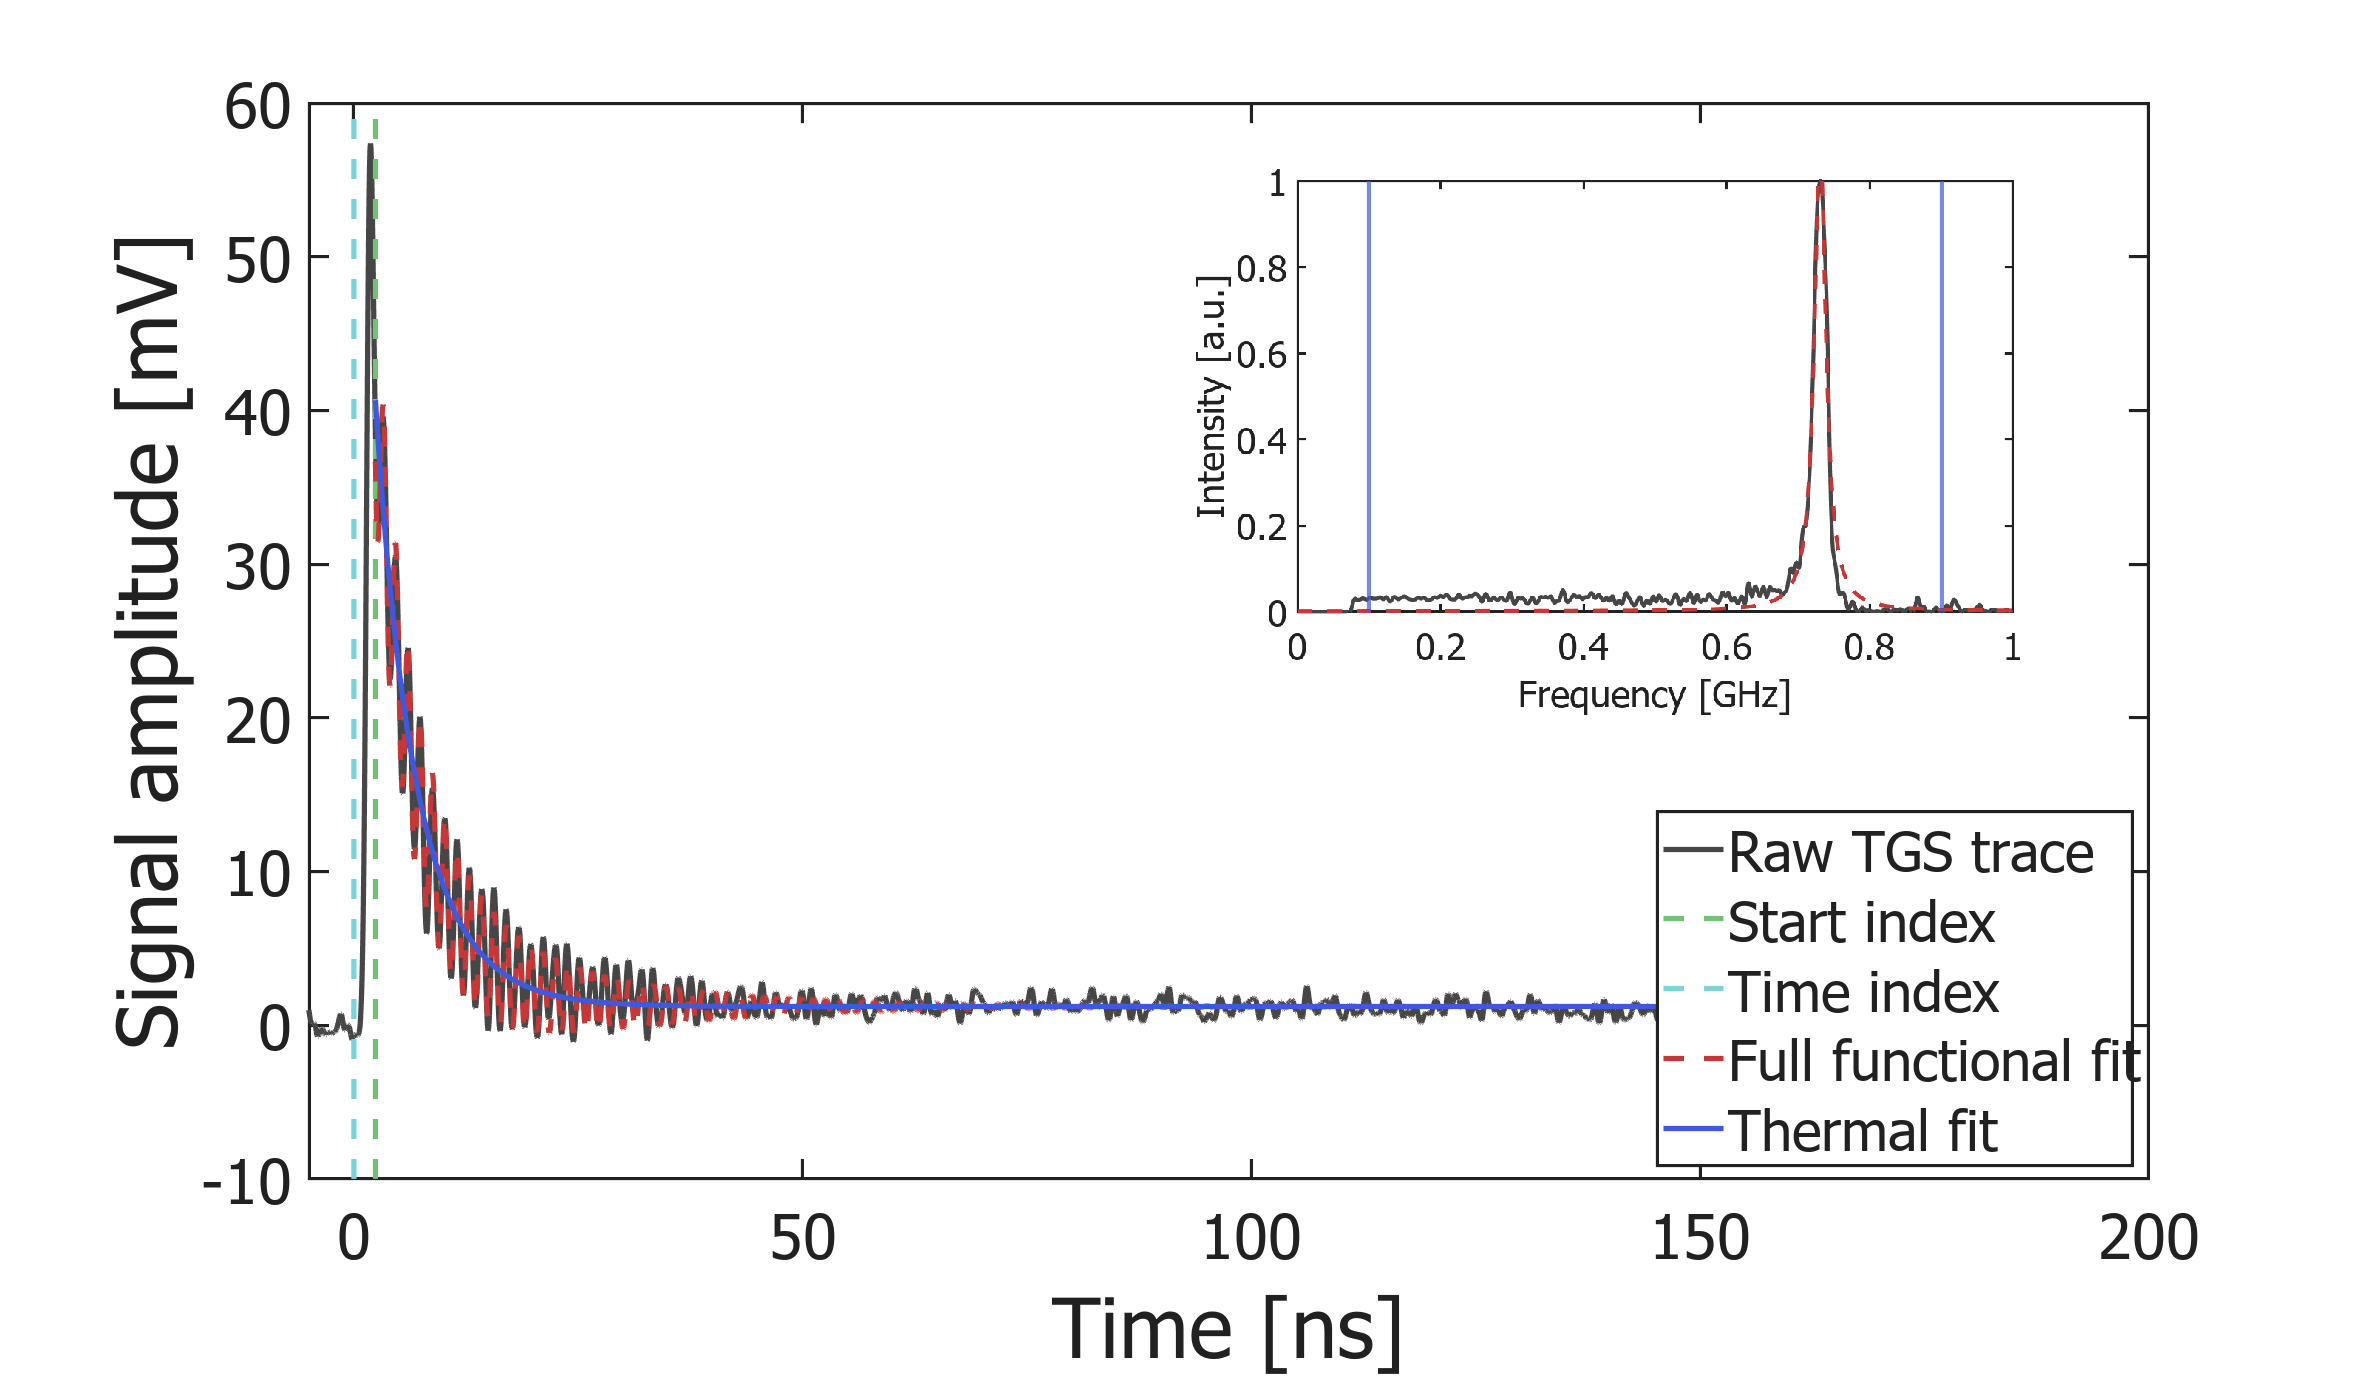 60
50
40
30
20
10
0
-10
Signal amplitude [mV]
0
50
100
150
200
Time [ns]
1
0.8
0.6
0.4
0.2
0
Intensity [a.u.]
0
0.2
0.4
0.6
0.8
1
Frequency [GHz]
Raw TGS trace
Start index
Time index
Full functional fit
Thermal fit